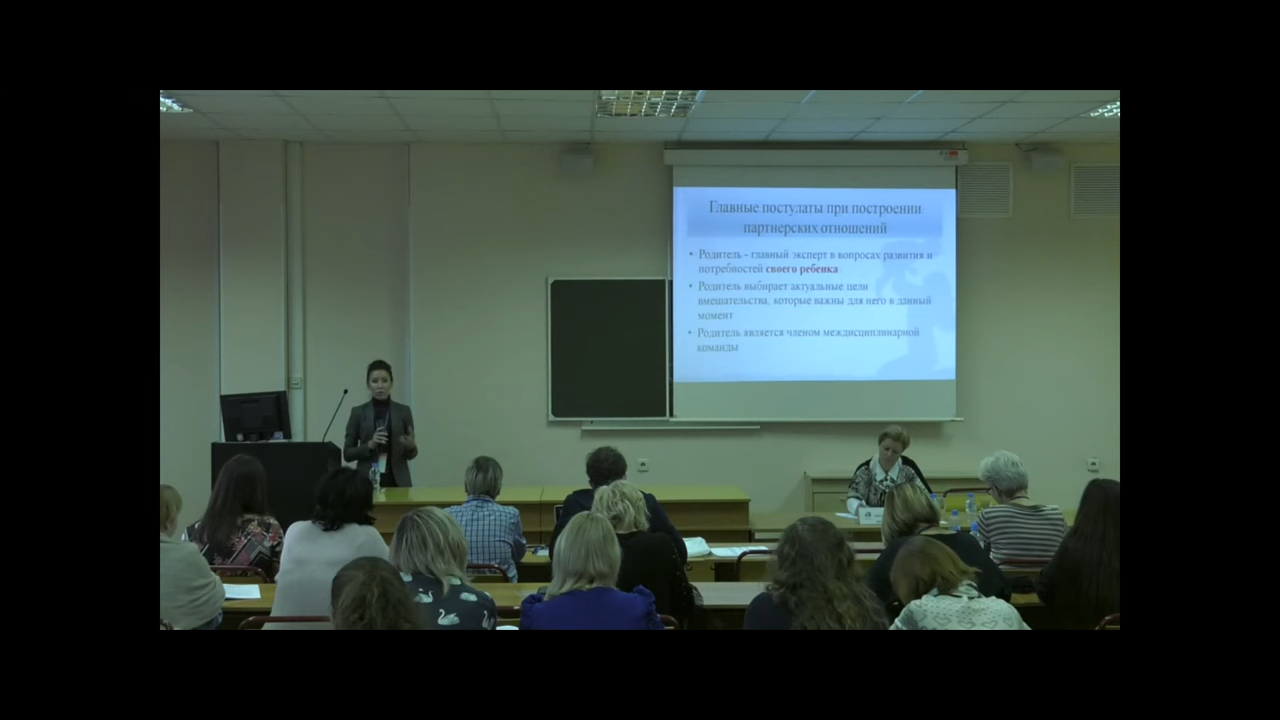 Главные постулаты при построении
партнерских отношений
• Родитель - главный эксперт в вопросах развития и
потребностей своего ребенка
• Родитель выбирает актуальные цели
вмешательства, которые важны для него в данный
момент
• Родитель является членом междисциплинарной
команды